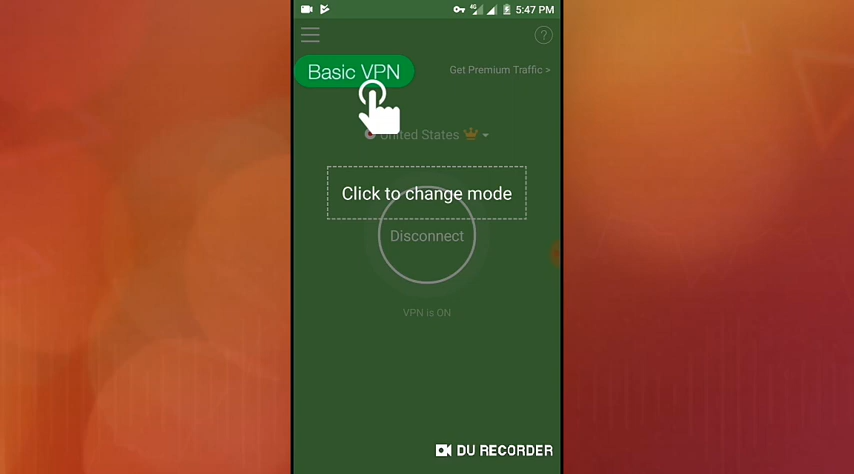 4G 5:47 PM
?
Basic VPN
Get Premium Traffic >
United States
Click to change mode
Disconnect
VPN is ON
DU RECORDER